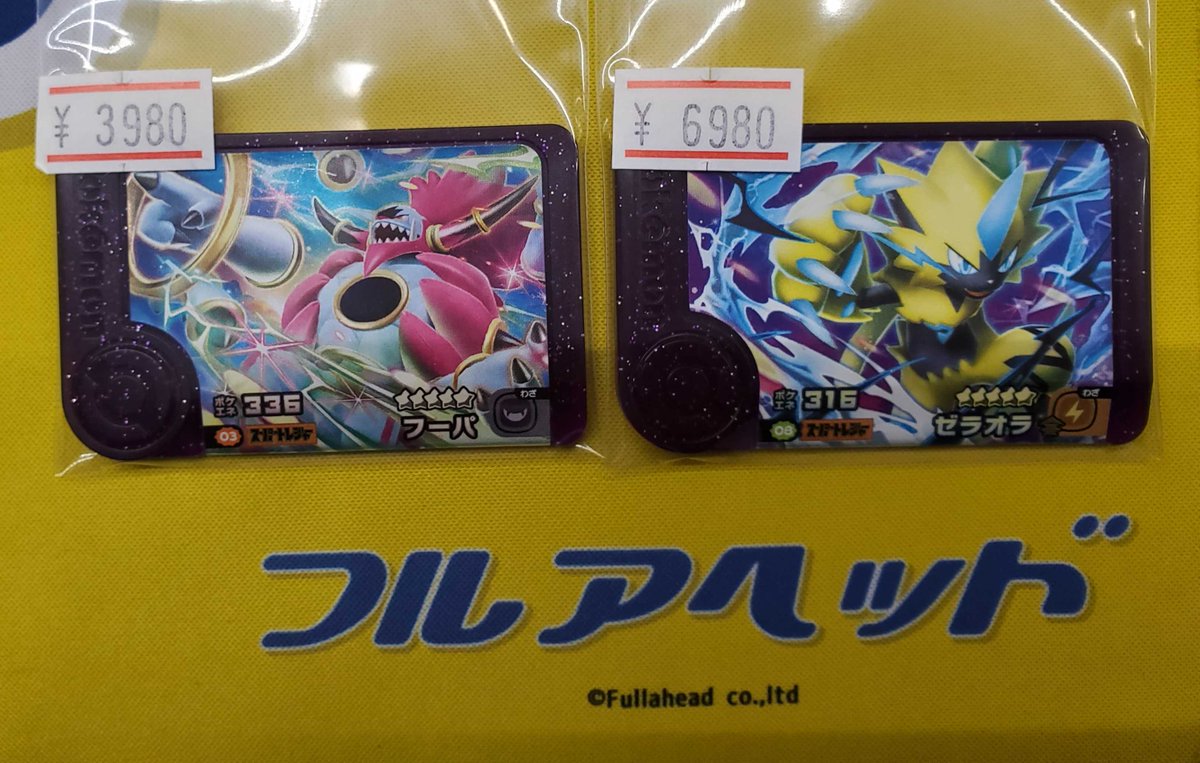 ¥ 3980
¥ 6980
ポケエネ 336
わざ
03 スーパートレジャー
フーパ
ポケエネ 316
わざ
スーパートレジャー
ゼラオラ
フルアヘッド
©Fullahead co.,ltd